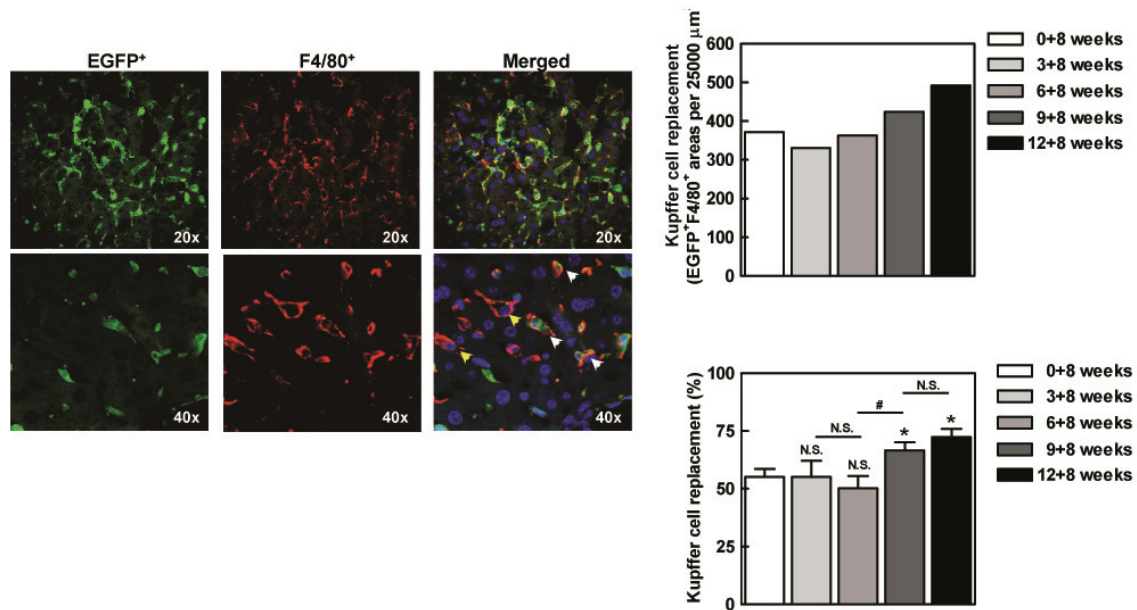 EGFP⁺ F4/80⁺ Merged
20x 20x 20x
40x 40x 40x
Kupffer cell replacement
(EGFP⁺F4/80⁺ areas per 25000 µm
600
500
400
300
200
100
0
0+8 weeks
3+8 weeks
6+8 weeks
9+8 weeks
12+8 weeks
Kupffer cell replacement (%)
100
75
50
25
0
N.S.
N.S.
N.S.
#
N.S.
*
*
0+8 weeks
3+8 weeks
6+8 weeks
9+8 weeks
12+8 weeks